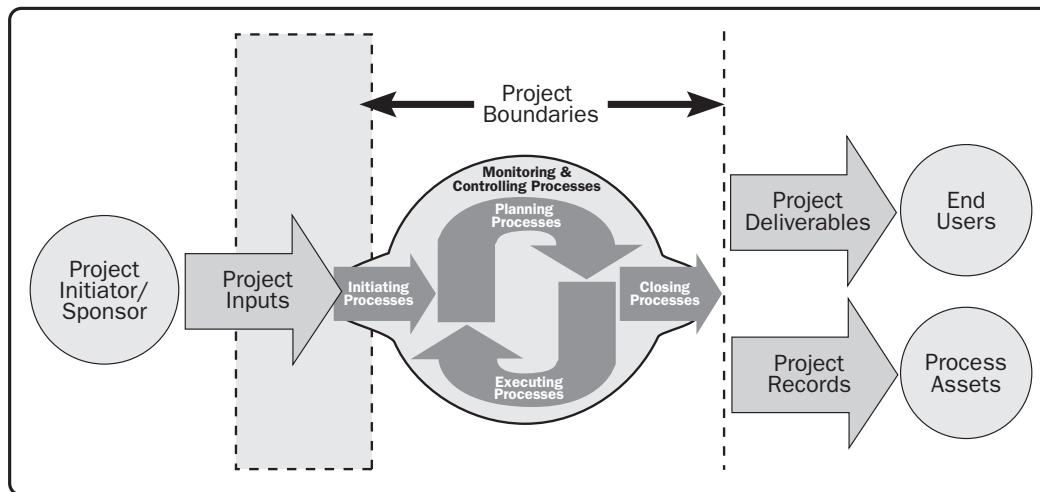 Project
Boundaries
Monitoring &
Controlling Processes
Planning
Processes
Project
Initiator/
Sponsor
Project
Inputs
Initiating
Processes
Closing
Processes
Executing
Processes
Project
Deliverables
End
Users
Project
Records
Process
Assets